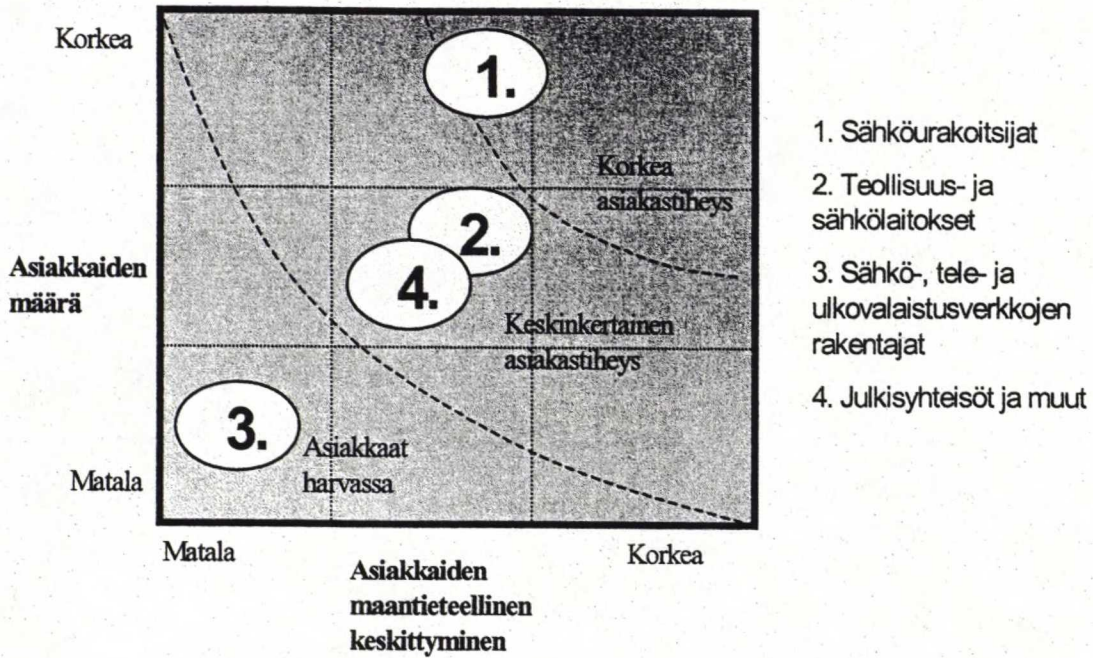 Korkea
1.
Korkea
asiakastiheys
2.
Asiakkaiden
määrä
4.
Keskinkertainen
asiakastiheys
3.
Asiakkaat
harvassa
Matala
Matala
Korkea
Asiakkaiden
maantieteellinen
keskittyminen
1. Sähköurakoitsijat
2. Teollisuus- ja
sähkölaitokset
3. Sähkö-, tele- ja
ulkovalaistusverkkojen
rakentajat
4. Julkisyhteisöt ja muut